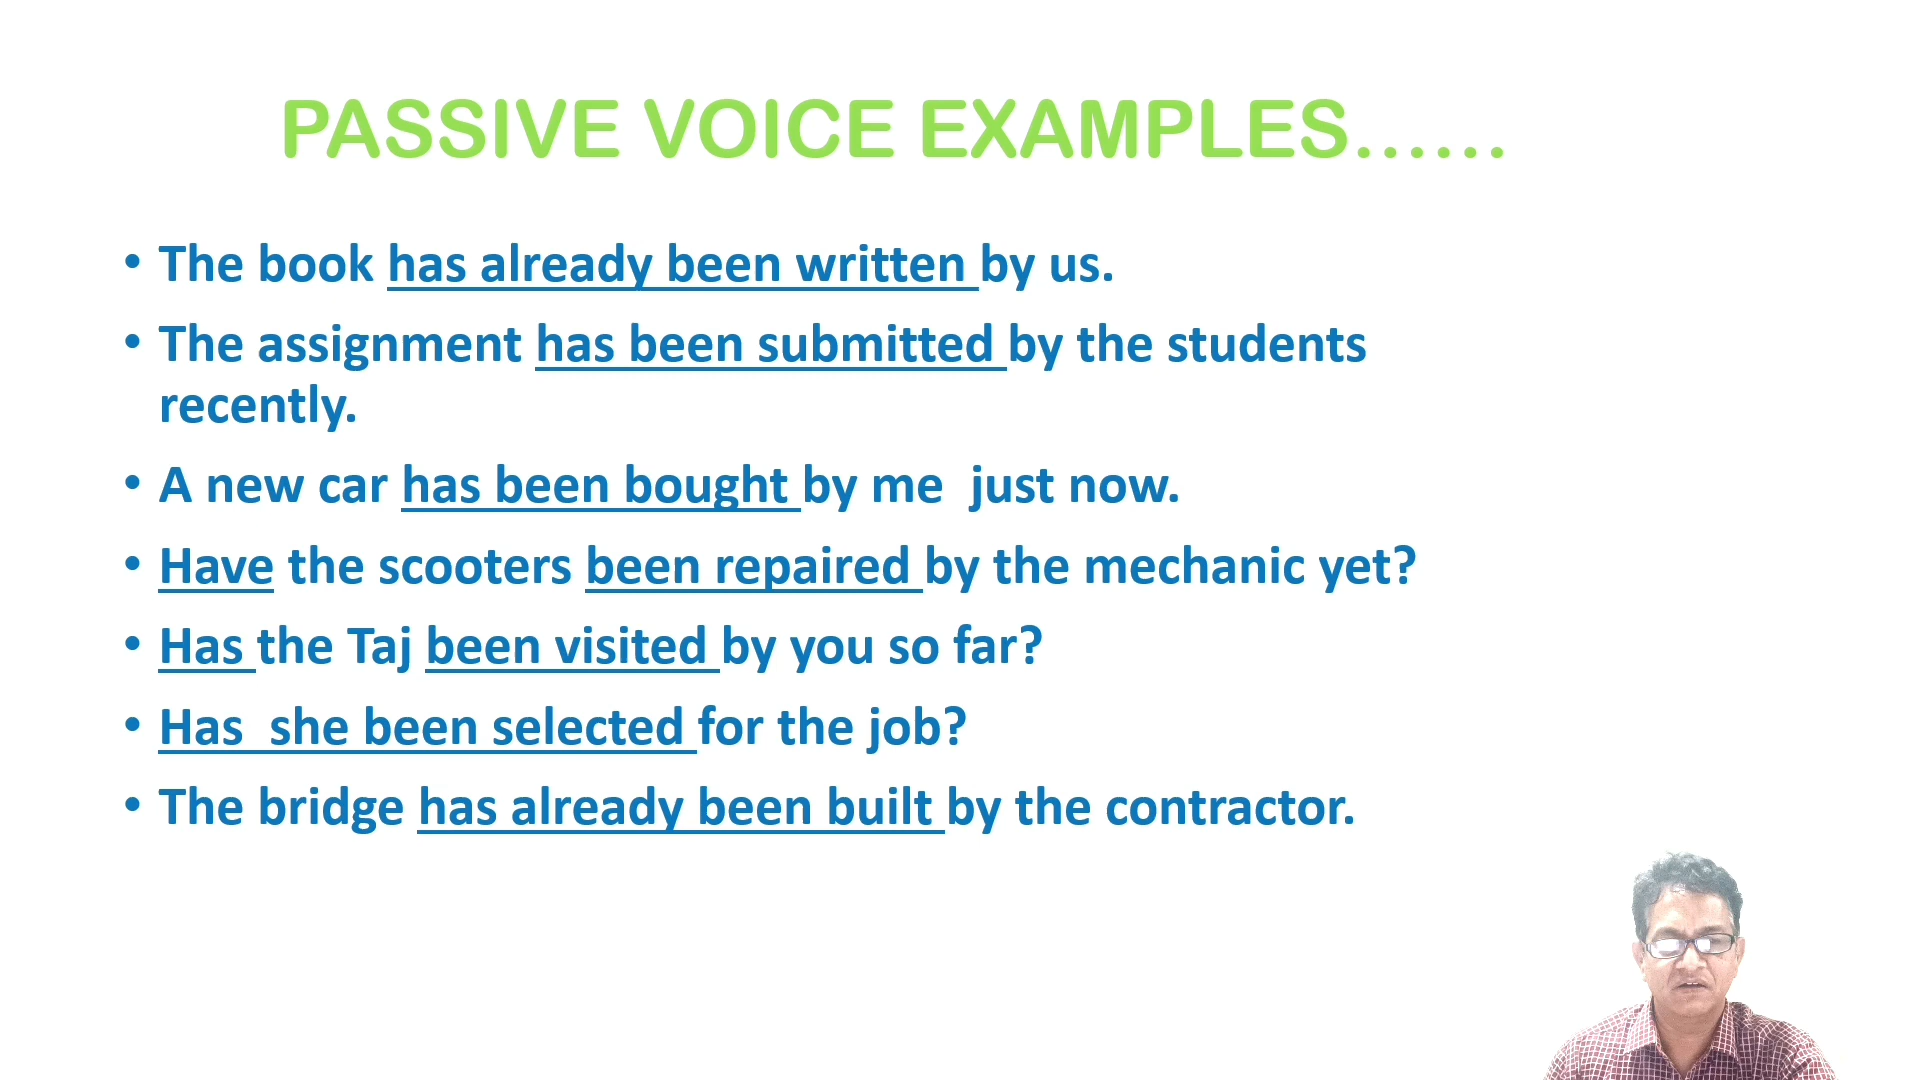 PASSIVE VOICE EXAMPLES......
• The book has already been written by us.
• The assignment has been submitted by the students
recently.
• A new car has been bought by me  just now.
• Have the scooters been repaired by the mechanic yet?
• Has the Taj been visited by you so far?
• Has  she been selected for the job?
• The bridge has already been built by the contractor.